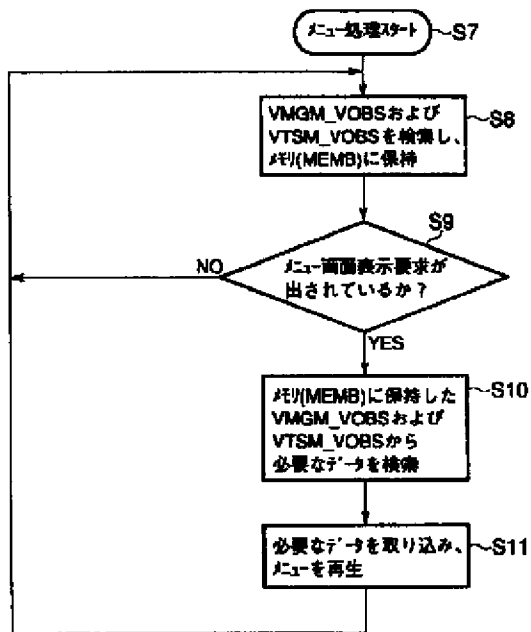 メニュー処理スタート
S7
VMGM_VOBSおよび
VTSM_VOBSを検索し、
メモリ(MEMB)に保持
S8
S9
メニュー画面表示要求が
出されているか？
NO
YES
メモリ(MEMB)に保持した
VMGM_VOBSおよび
VTSM_VOBSから
必要なデータを検索
S10
必要なデータを取り込み、
メニューを再生
S11